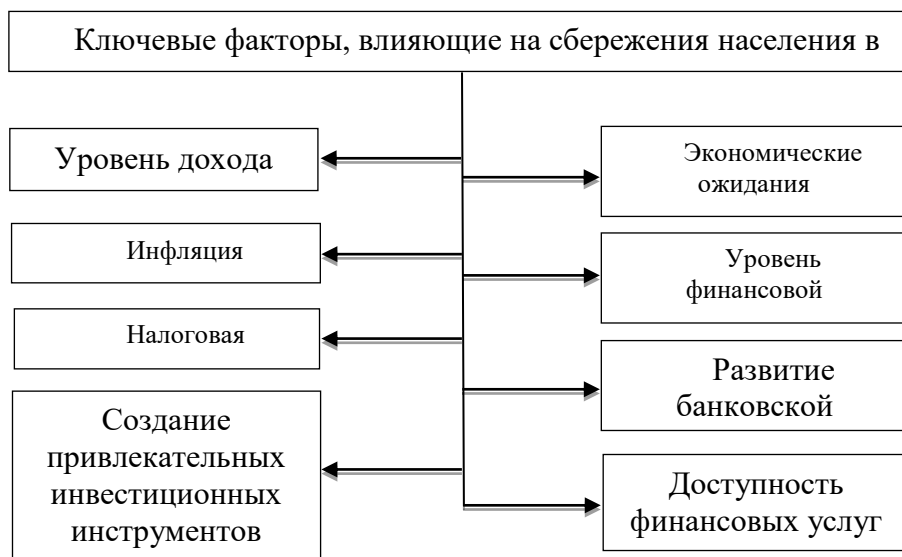 Ключевые факторы, влияющие на сбережения населения в
Уровень дохода
Экономические
ожидания
Инфляция
Уровень
финансовой
Налоговая
Развитие
банковской
Создание
привлекательных
инвестиционных
инструментов
Доступность
финансовых услуг